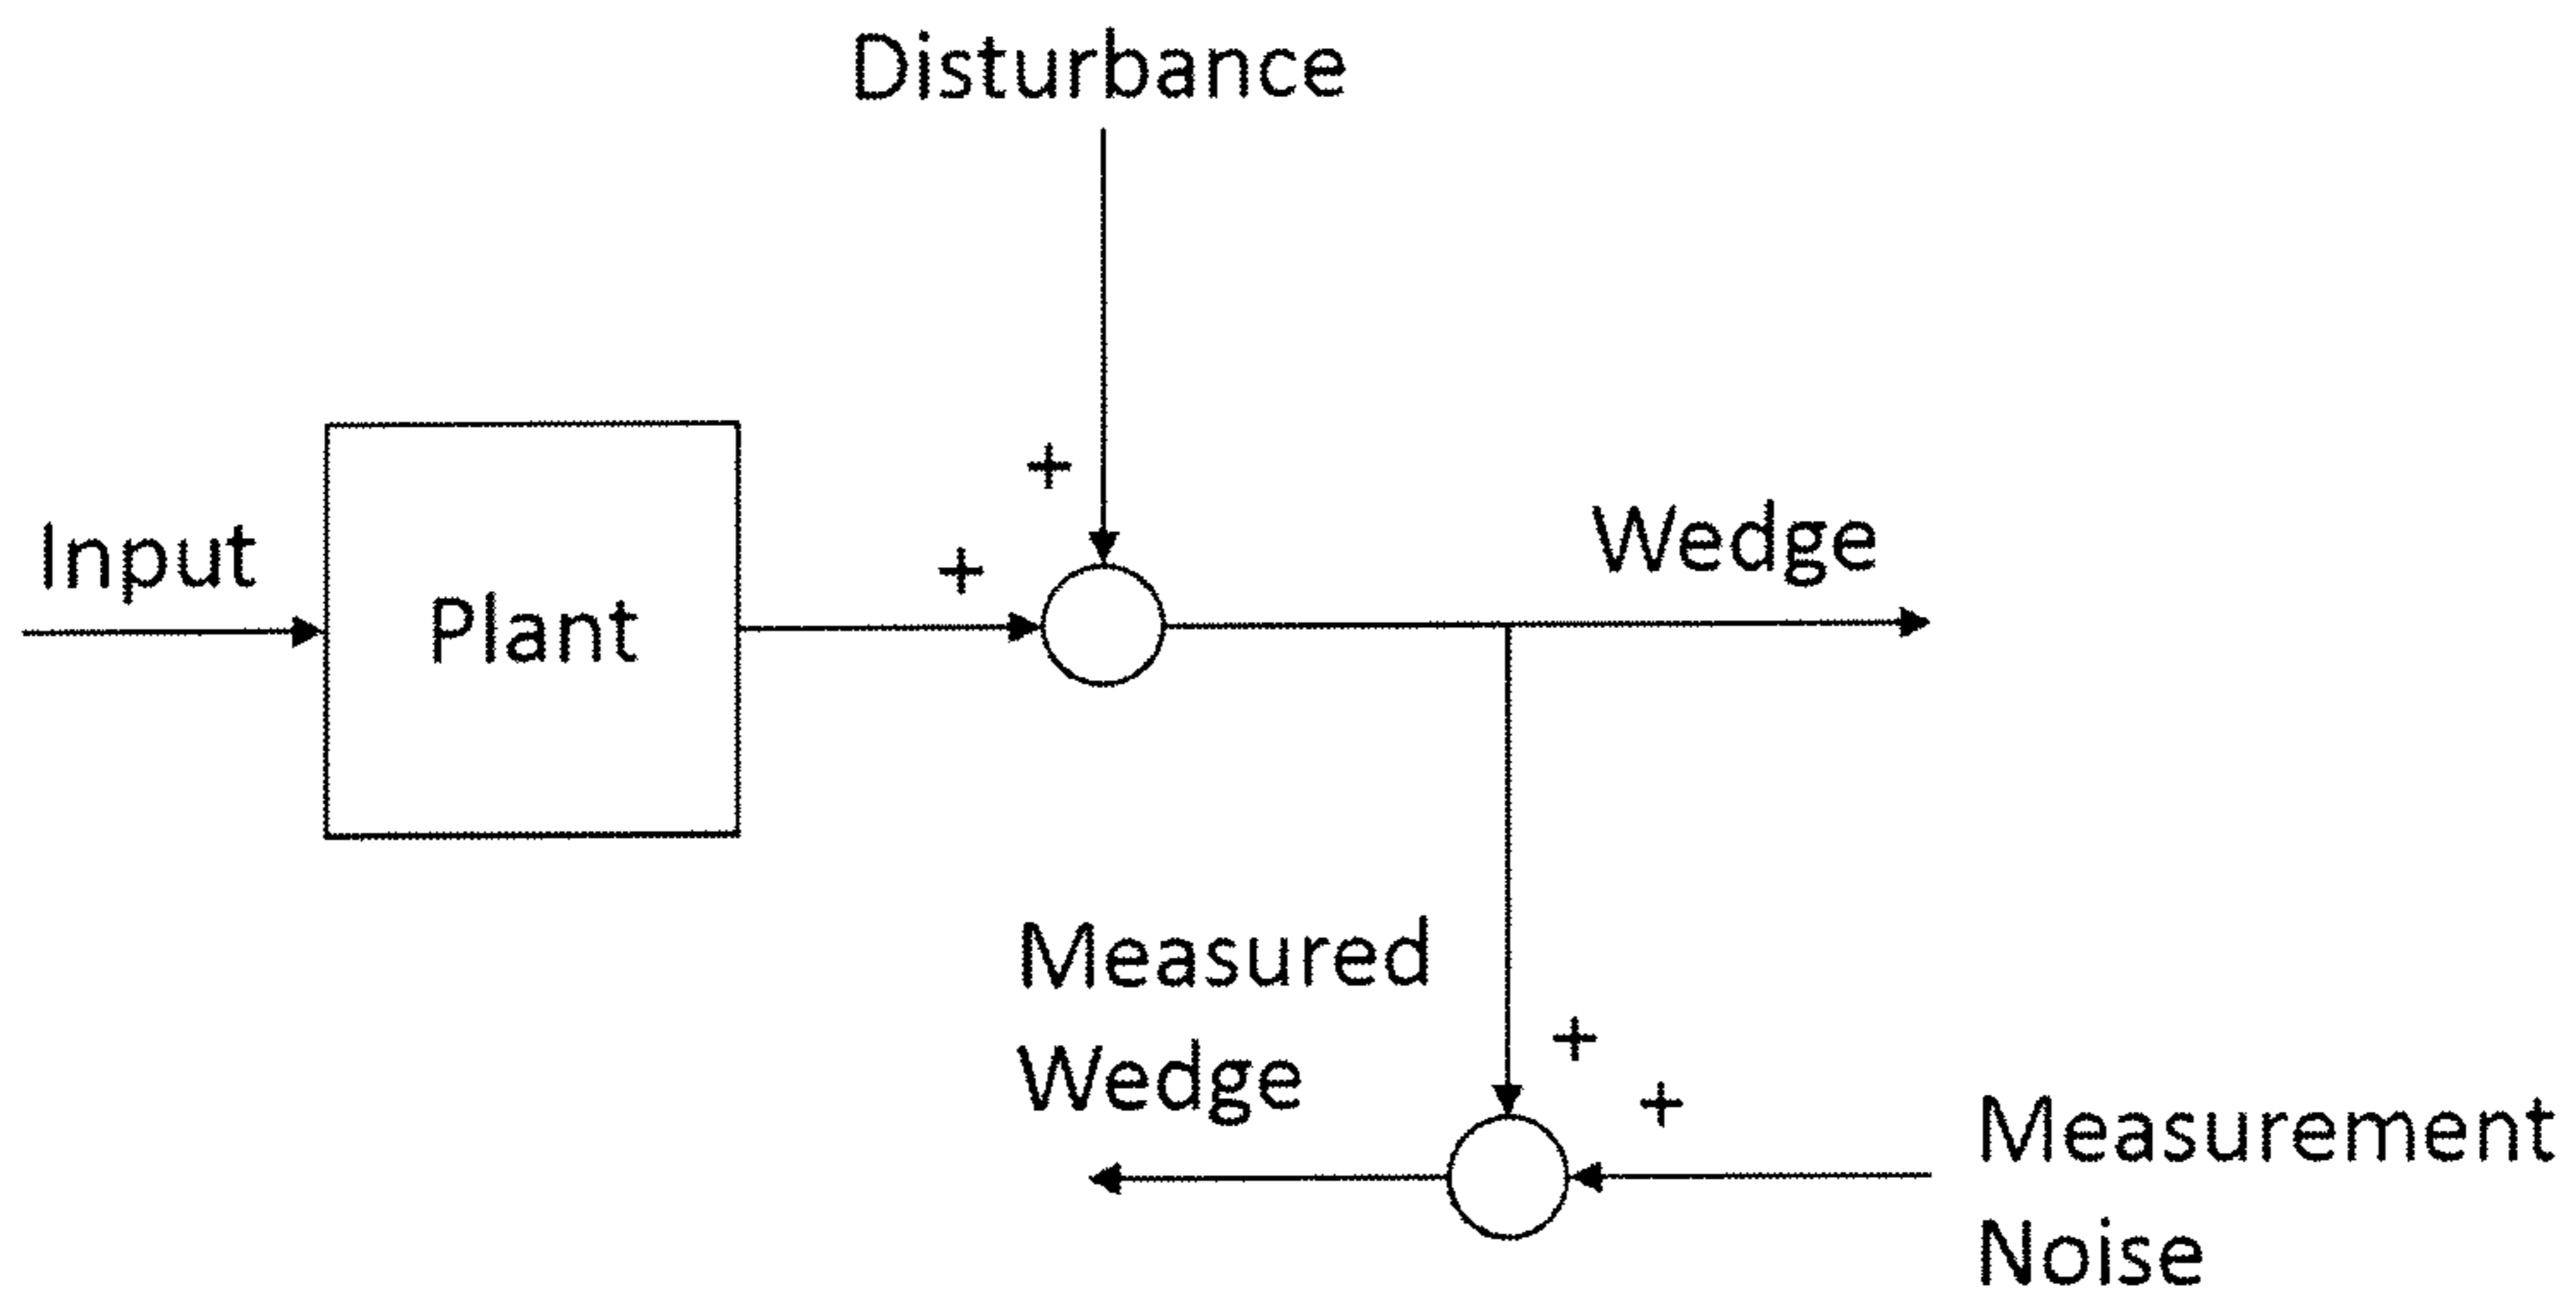 Disturbance
+
+
Input
Plant
Wedge
Measured
Wedge
+
+
Measurement
Noise